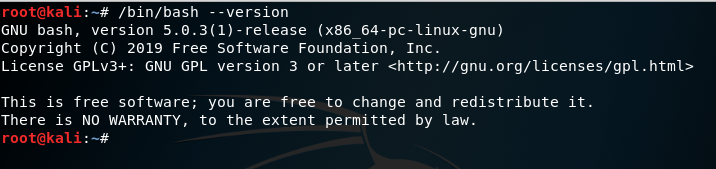 root@kali:~# /bin/bash --version
GNU bash, version 5.0.3(1)-release (x86_64-pc-linux-gnu)
Copyright (C) 2019 Free Software Foundation, Inc.
License GPLv3+: GNU GPL version 3 or later <http://gnu.org/licenses/gpl.html>

This is free software; you are free to change and redistribute it.
There is NO WARRANTY, to the extent permitted by law.
root@kali:~#